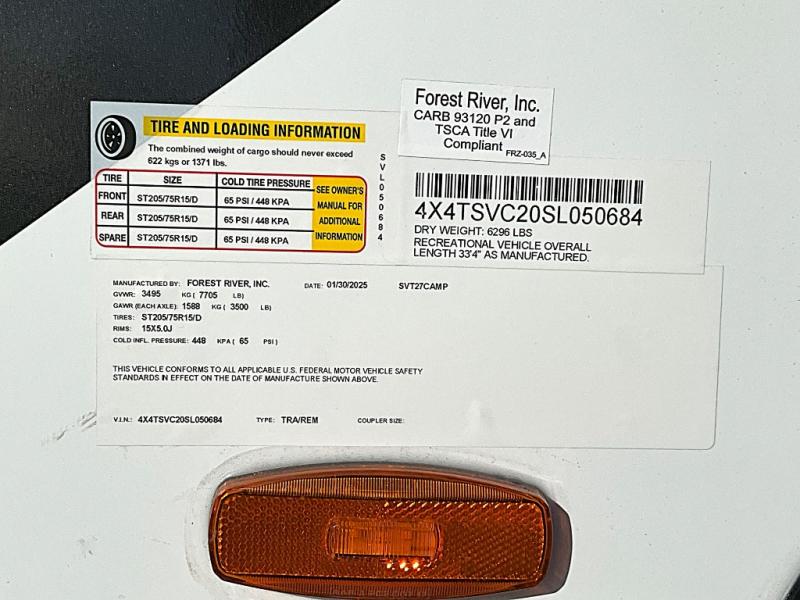 Forest River, Inc.
CARB 93120 P2 and
TSCA Title VI
Compliant
FRZ-035_A
TIRE AND LOADING INFORMATION
The combined weight of cargo should never exceed
622 kgs or 1371 lbs.
TIRE SIZE COLD TIRE PRESSURE
FRONT ST205/75R15/D 65 PSI / 448 KPA
REAR ST205/75R15/D 65 PSI / 448 KPA
SPARE ST205/75R15/D 65 PSI / 448 KPA
SEE OWNER'S
MANUAL FOR
ADDITIONAL
INFORMATION
SVL050684
4X4TSVC20SL050684
DRY WEIGHT: 6296 LBS
RECREATIONAL VEHICLE OVERALL
LENGTH 33'4" AS MANUFACTURED.
MANUFACTURED BY: FOREST RIVER, INC. DATE: 01/30/2025 SVT27CAMP
GVWR: 3495 KG ( 7705 LB)
GAWR (EACH AXLE): 1588 KG ( 3500 LB)
TIRES: ST205/75R15/D
RIMS: 15X5.0J
COLD INFL. PRESSURE: 448 KPA ( 65 PSI )
THIS VEHICLE CONFORMS TO ALL APPLICABLE U.S. FEDERAL MOTOR VEHICLE SAFETY
STANDARDS IN EFFECT ON THE DATE OF MANUFACTURE SHOWN ABOVE.
V.I.N.: 4X4TSVC20SL050684 TYPE: TRA/REM COUPLER SIZE: